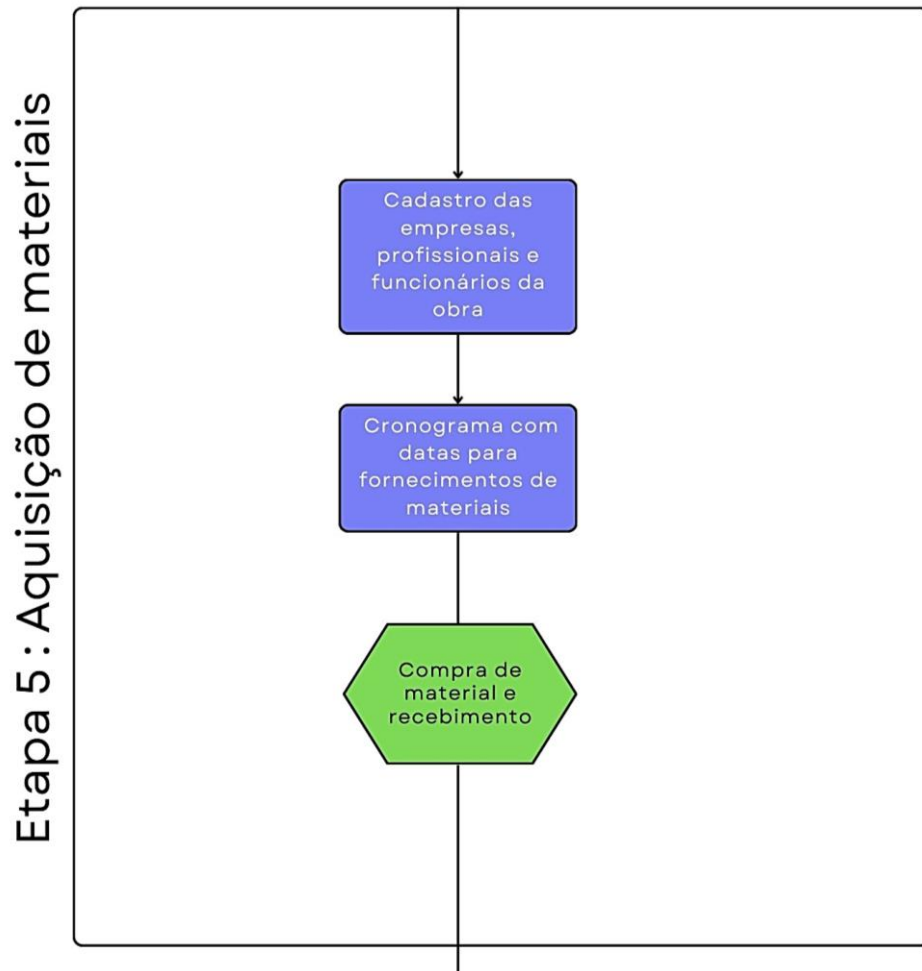 Etapa 5 : Aquisição de materiais
Cadastro das
empresas,
profissionais e
funcionários da
obra
Cronograma com
datas para
fornecimentos de
materiais
Compra de
material e
recebimento